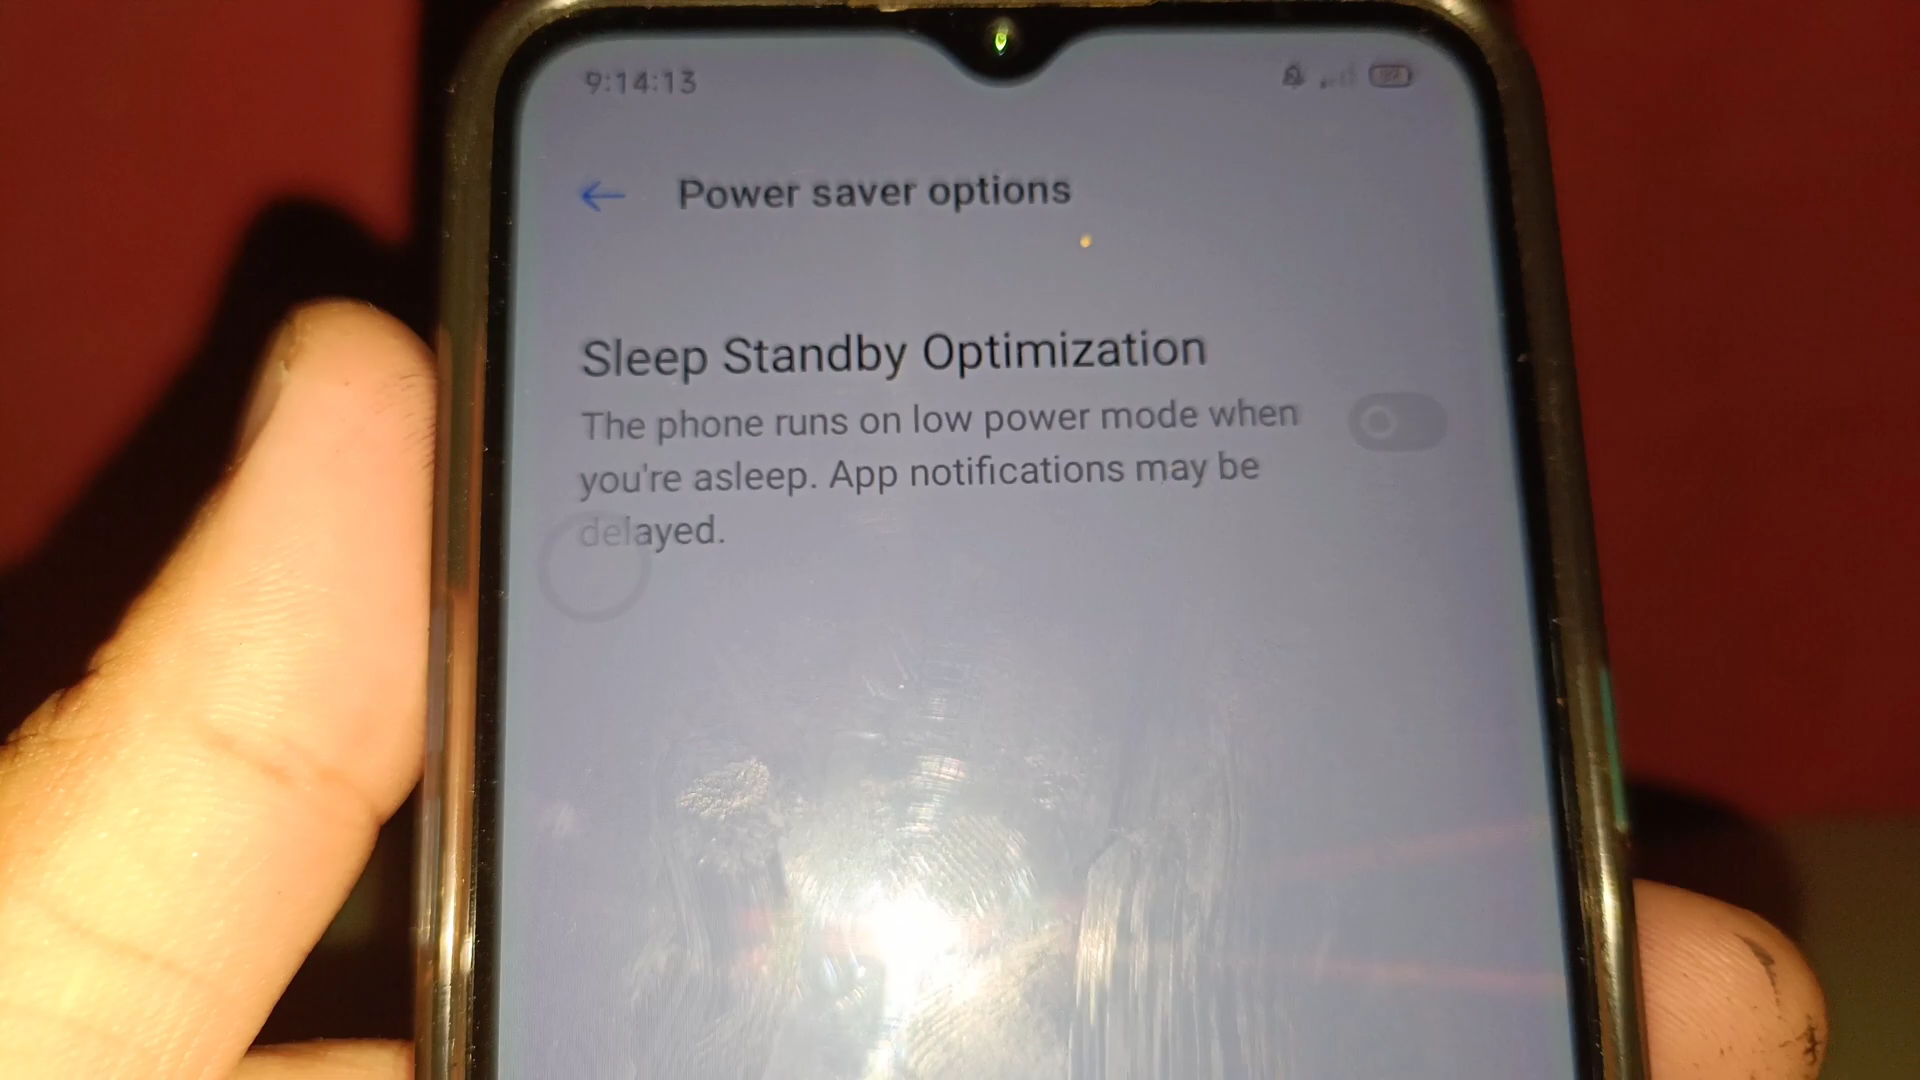 9:14:13
Power saver options
Sleep Standby Optimization
The phone runs on low power mode when
you're asleep. App notifications may be
delayed.